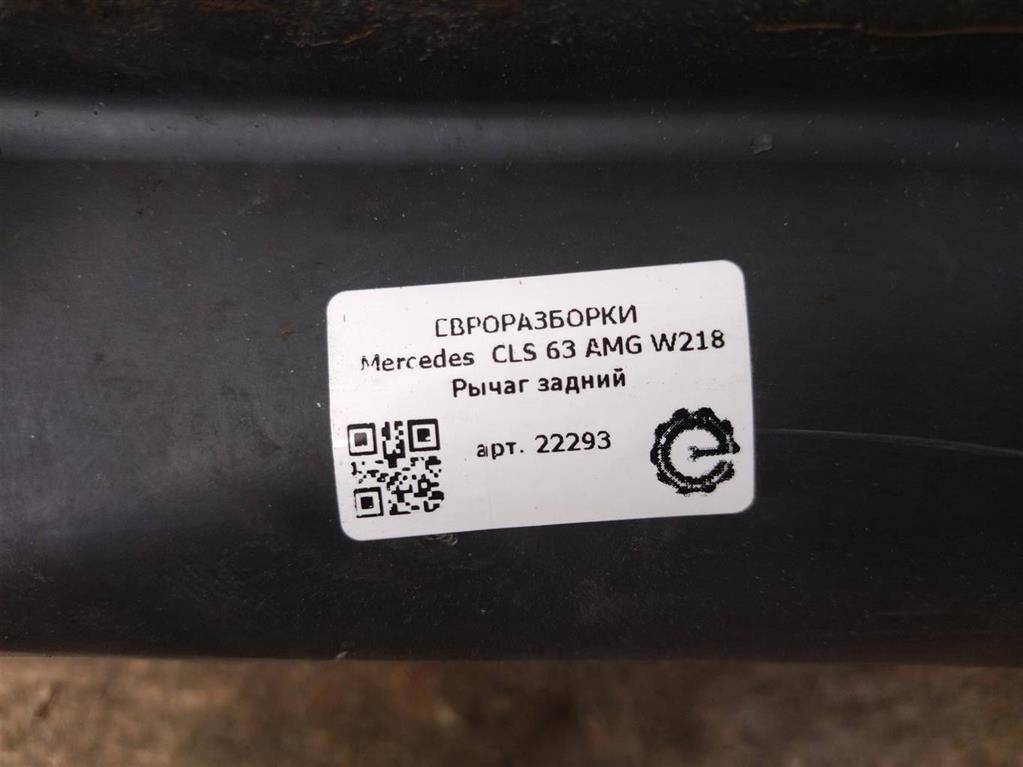 ЕВРОРАЗБОРКИ
Mercedes CLS 63 AMG W218
Рычаг задний
арт. 22293